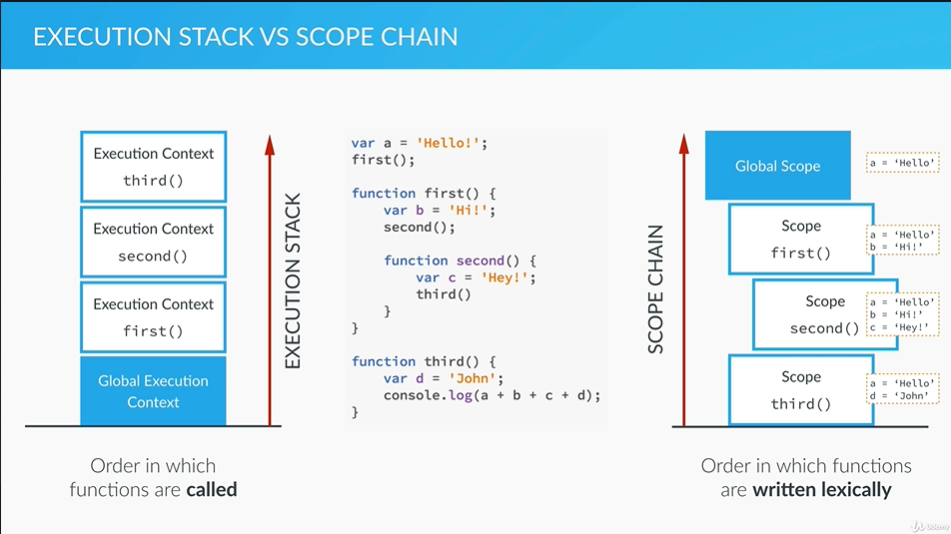 EXECUTION STACK VS SCOPE CHAIN
Execution Context
third()
Execution Context
second()
Execution Context
first()
Global Execution
Context
EXECUTION STACK
Order in which
functions are called
var a = 'Hello!';
first();
function first() {
var b = 'Hi!';
second();
function second() {
var c = 'Hey!';
third()
}
}
function third() {
var d = 'John';
console.log(a + b + c + d);
}
SCOPE CHAIN
Global Scope
a = ‘Hello’
Scope
first()
a = ‘Hello’
b = ‘Hi!’
Scope
second()
a = ‘Hello’
b = ‘Hi!’
c = ‘Hey!’
Scope
third()
a = ‘Hello’
d = ‘John’
Order in which functions
are written lexically
Udemy